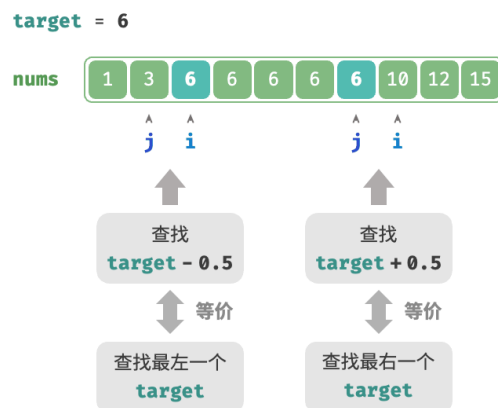 target = 6
nums 1 3 6 6 6 6 6 10 12 15
j i j i
查找 查找
target - 0.5 target + 0.5
等价 等价
查找最左一个 查找最右一个
target target